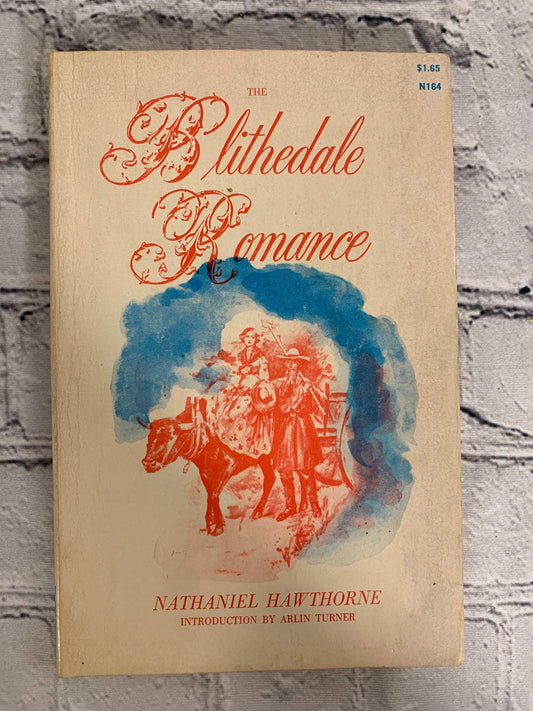 $1.65
N164
THE
Blithedale
Romance
NATHANIEL HAWTHORNE
INTRODUCTION BY ARLIN TURNER